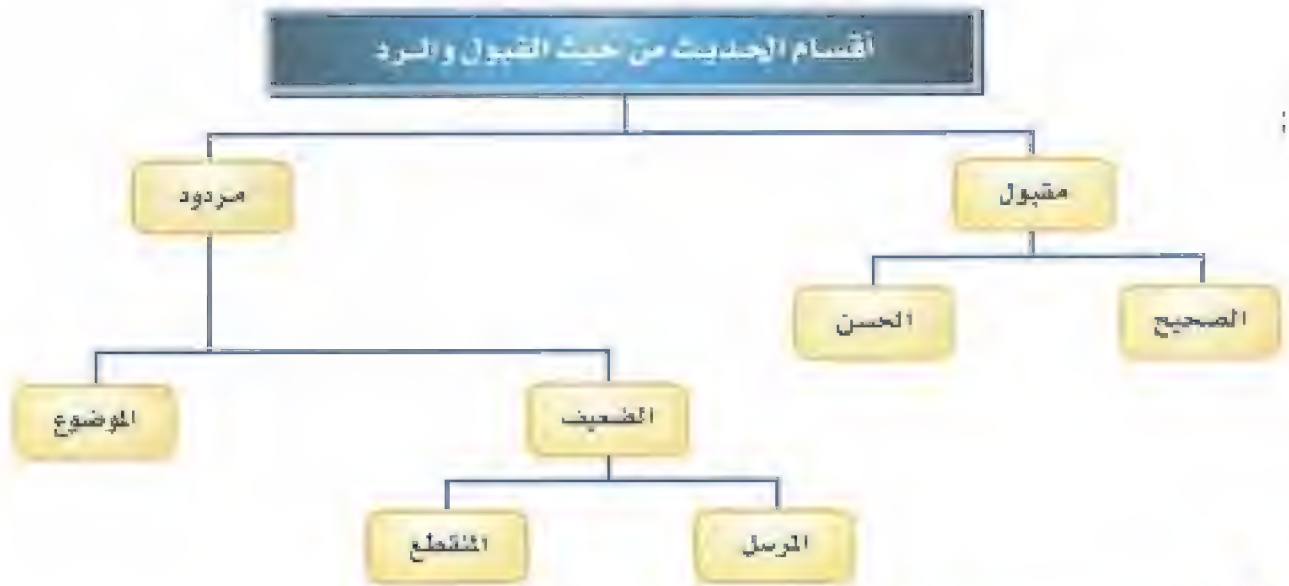 أقسام الحديث من حيث القبول والرد
مقبول
مردود
الصحيح
الحسن
الضعيف
الموضوع
المرسل
المنقطع